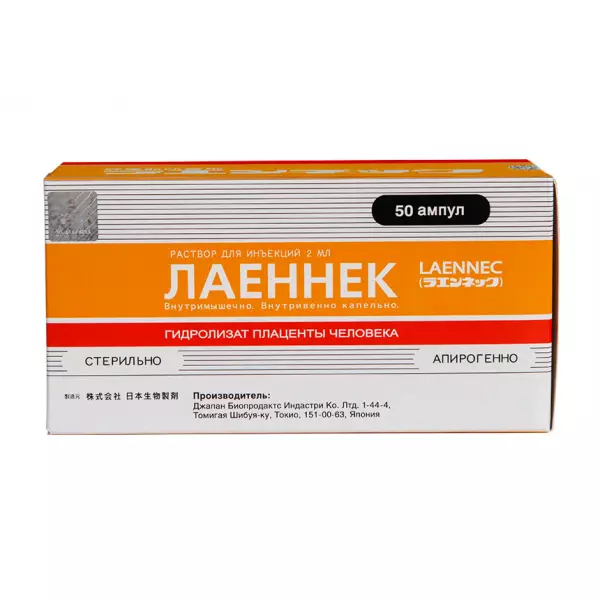 50 ампул
РАСТВОР ДЛЯ ИНЪЕКЦИЙ 2 МЛ
ЛАЕННЕК
LAENNEC
(ラエンネック)
Внутримышечно. Внутривенно капельно.
ГИДРОЛИЗАТ ПЛАЦЕНТЫ ЧЕЛОВЕКА
СТЕРИЛЬНО
АПИРОГЕННО
製造元 株式会社 日本生物製剤
Производитель:
Джапан Биопродактс Индастри Ко. Лтд. 1-44-4,
Томигая Шибуя-ку, Токио, 151-00-63, Япония